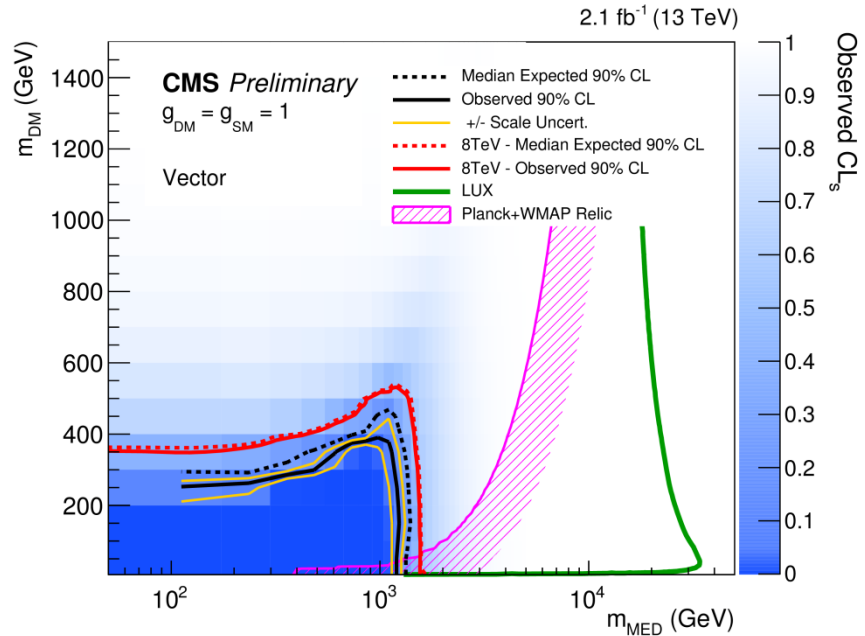 2.1 fb⁻¹ (13 TeV)
m_DM (GeV)
1400
1200
1000
800
600
400
200
CMS Preliminary
g_DM = g_SM = 1
Vector
Median Expected 90% CL
Observed 90% CL
+/- Scale Uncert.
8TeV - Median Expected 90% CL
8TeV - Observed 90% CL
LUX
Planck+WMAP Relic
10²
10³
10⁴
m_MED (GeV)
1
0.9
0.8
0.7
0.6
0.5
0.4
0.3
0.2
0.1
0
Observed CL_s